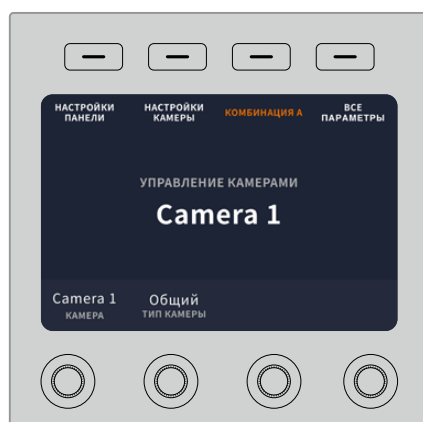 НАСТРОЙКИ ПАНЕЛИ
НАСТРОЙКИ КАМЕРЫ
КОМБИНАЦИЯ А
ВСЕ ПАРАМЕТРЫ
УПРАВЛЕНИЕ КАМЕРАМИ
Camera 1
Camera 1
КАМЕРА
Общий
ТИП КАМЕРЫ